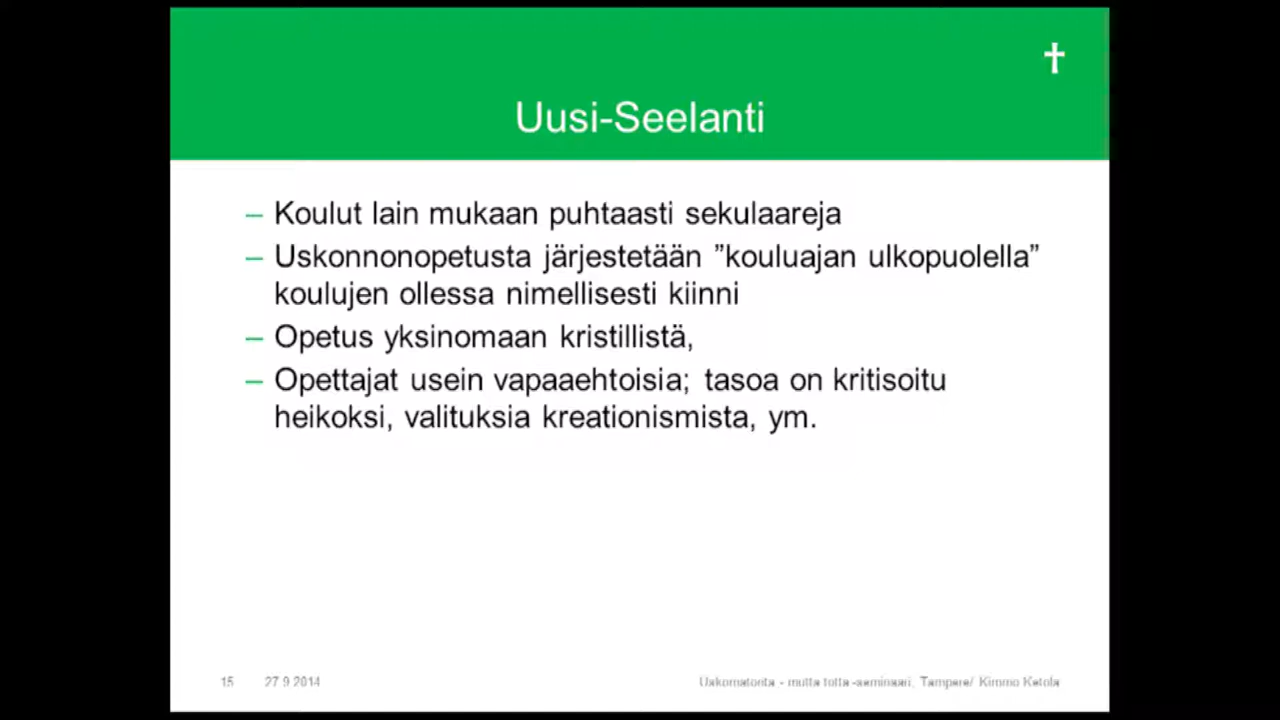 Uusi-Seelanti
– Koulut lain mukaan puhtaasti sekulaareja
– Uskonnonopetusta järjestetään ”kouluajan ulkopuolella”
koulujen ollessa nimellisesti kiinni
– Opetus yksinomaan kristillistä,
– Opettajat usein vapaaehtoisia; tasoa on kritisoitu
heikoksi, valituksia kreationismista, ym.
15 27.9.2014 Uskomatonta - mutta totta -seminaari, Tampere/ Kimmo Ketola